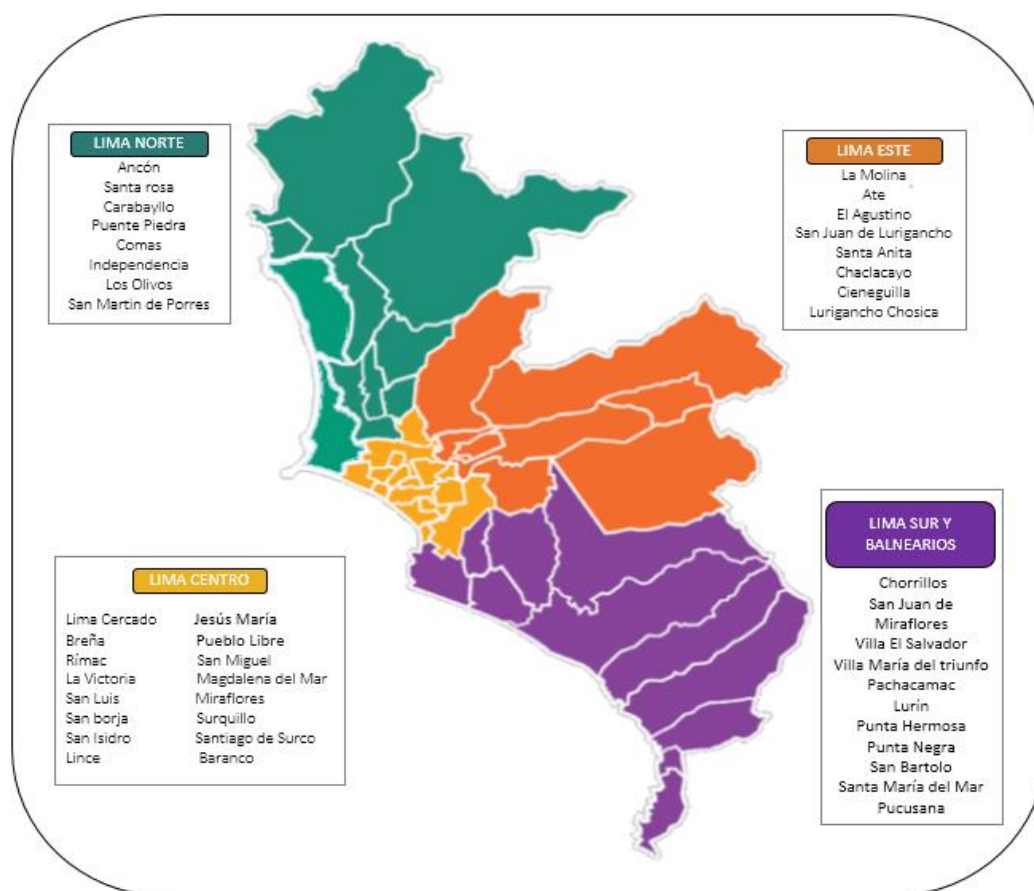 LIMA NORTE
Ancón
Santa rosa
Carabayllo
Puente Piedra
Comas
Independencia
Los Olivos
San Martin de Porres
LIMA ESTE
La Molina
Ate
El Agustino
San Juan de Lurigancho
Santa Anita
Chaclacayo
Cieneguilla
Lurigancho Chosica
LIMA CENTRO
Lima Cercado
Breña
Rímac
La Victoria
San Luis
San borja
San Isidro
Lince
Jesús María
Pueblo Libre
San Miguel
Magdalena del Mar
Miraflores
Surquillo
Santiago de Surco
Baranco
LIMA SUR Y
BALNEARIOS
Chorrillos
San Juan de
Miraflores
Villa El Salvador
Villa María del triunfo
Pachacamac
Lurín
Punta Hermosa
Punta Negra
San Bartolo
Santa María del Mar
Pucusana